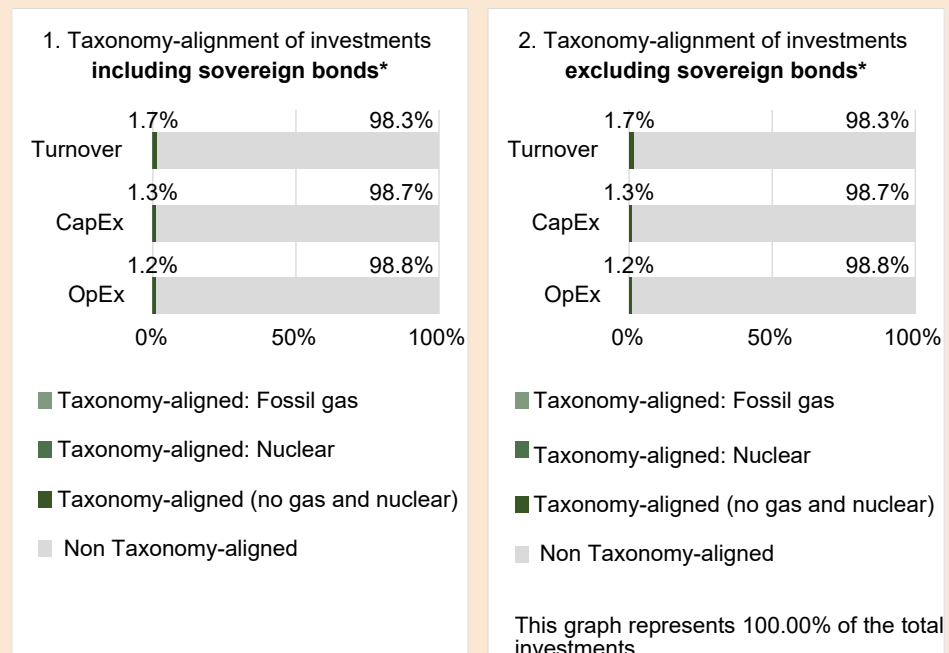 1. Taxonomy-alignment of investments
including sovereign bonds*
1.7% 98.3%
Turnover
1.3% 98.7%
CapEx
1.2% 98.8%
OpEx
0% 50% 100%
Taxonomy-aligned: Fossil gas
Taxonomy-aligned: Nuclear
Taxonomy-aligned (no gas and nuclear)
Non Taxonomy-aligned
2. Taxonomy-alignment of investments
excluding sovereign bonds*
1.7% 98.3%
Turnover
1.3% 98.7%
CapEx
1.2% 98.8%
OpEx
0% 50% 100%
Taxonomy-aligned: Fossil gas
Taxonomy-aligned: Nuclear
Taxonomy-aligned (no gas and nuclear)
Non Taxonomy-aligned
This graph represents 100.00% of the total
investments